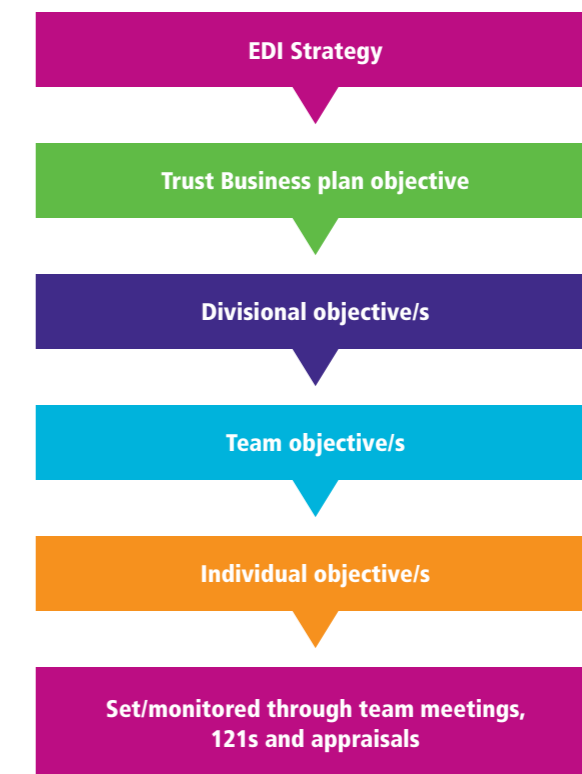 EDI Strategy
Trust Business plan objective
Divisional objective/s
Team objective/s
Individual objective/s
Set/monitored through team meetings,
121s and appraisals